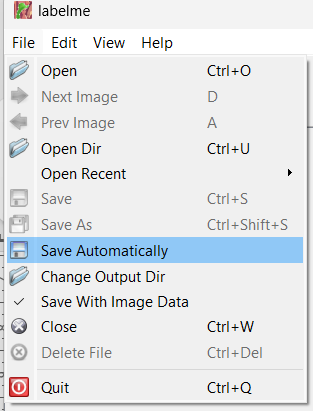 labelme
File Edit View Help
Open Ctrl+O
Next Image D
Prev Image A
Open Dir Ctrl+U
Open Recent
Save Ctrl+S
Save As Ctrl+Shift+S
Save Automatically
Change Output Dir
Save With Image Data
Close Ctrl+W
Delete File Ctrl+Del
Quit Ctrl+Q